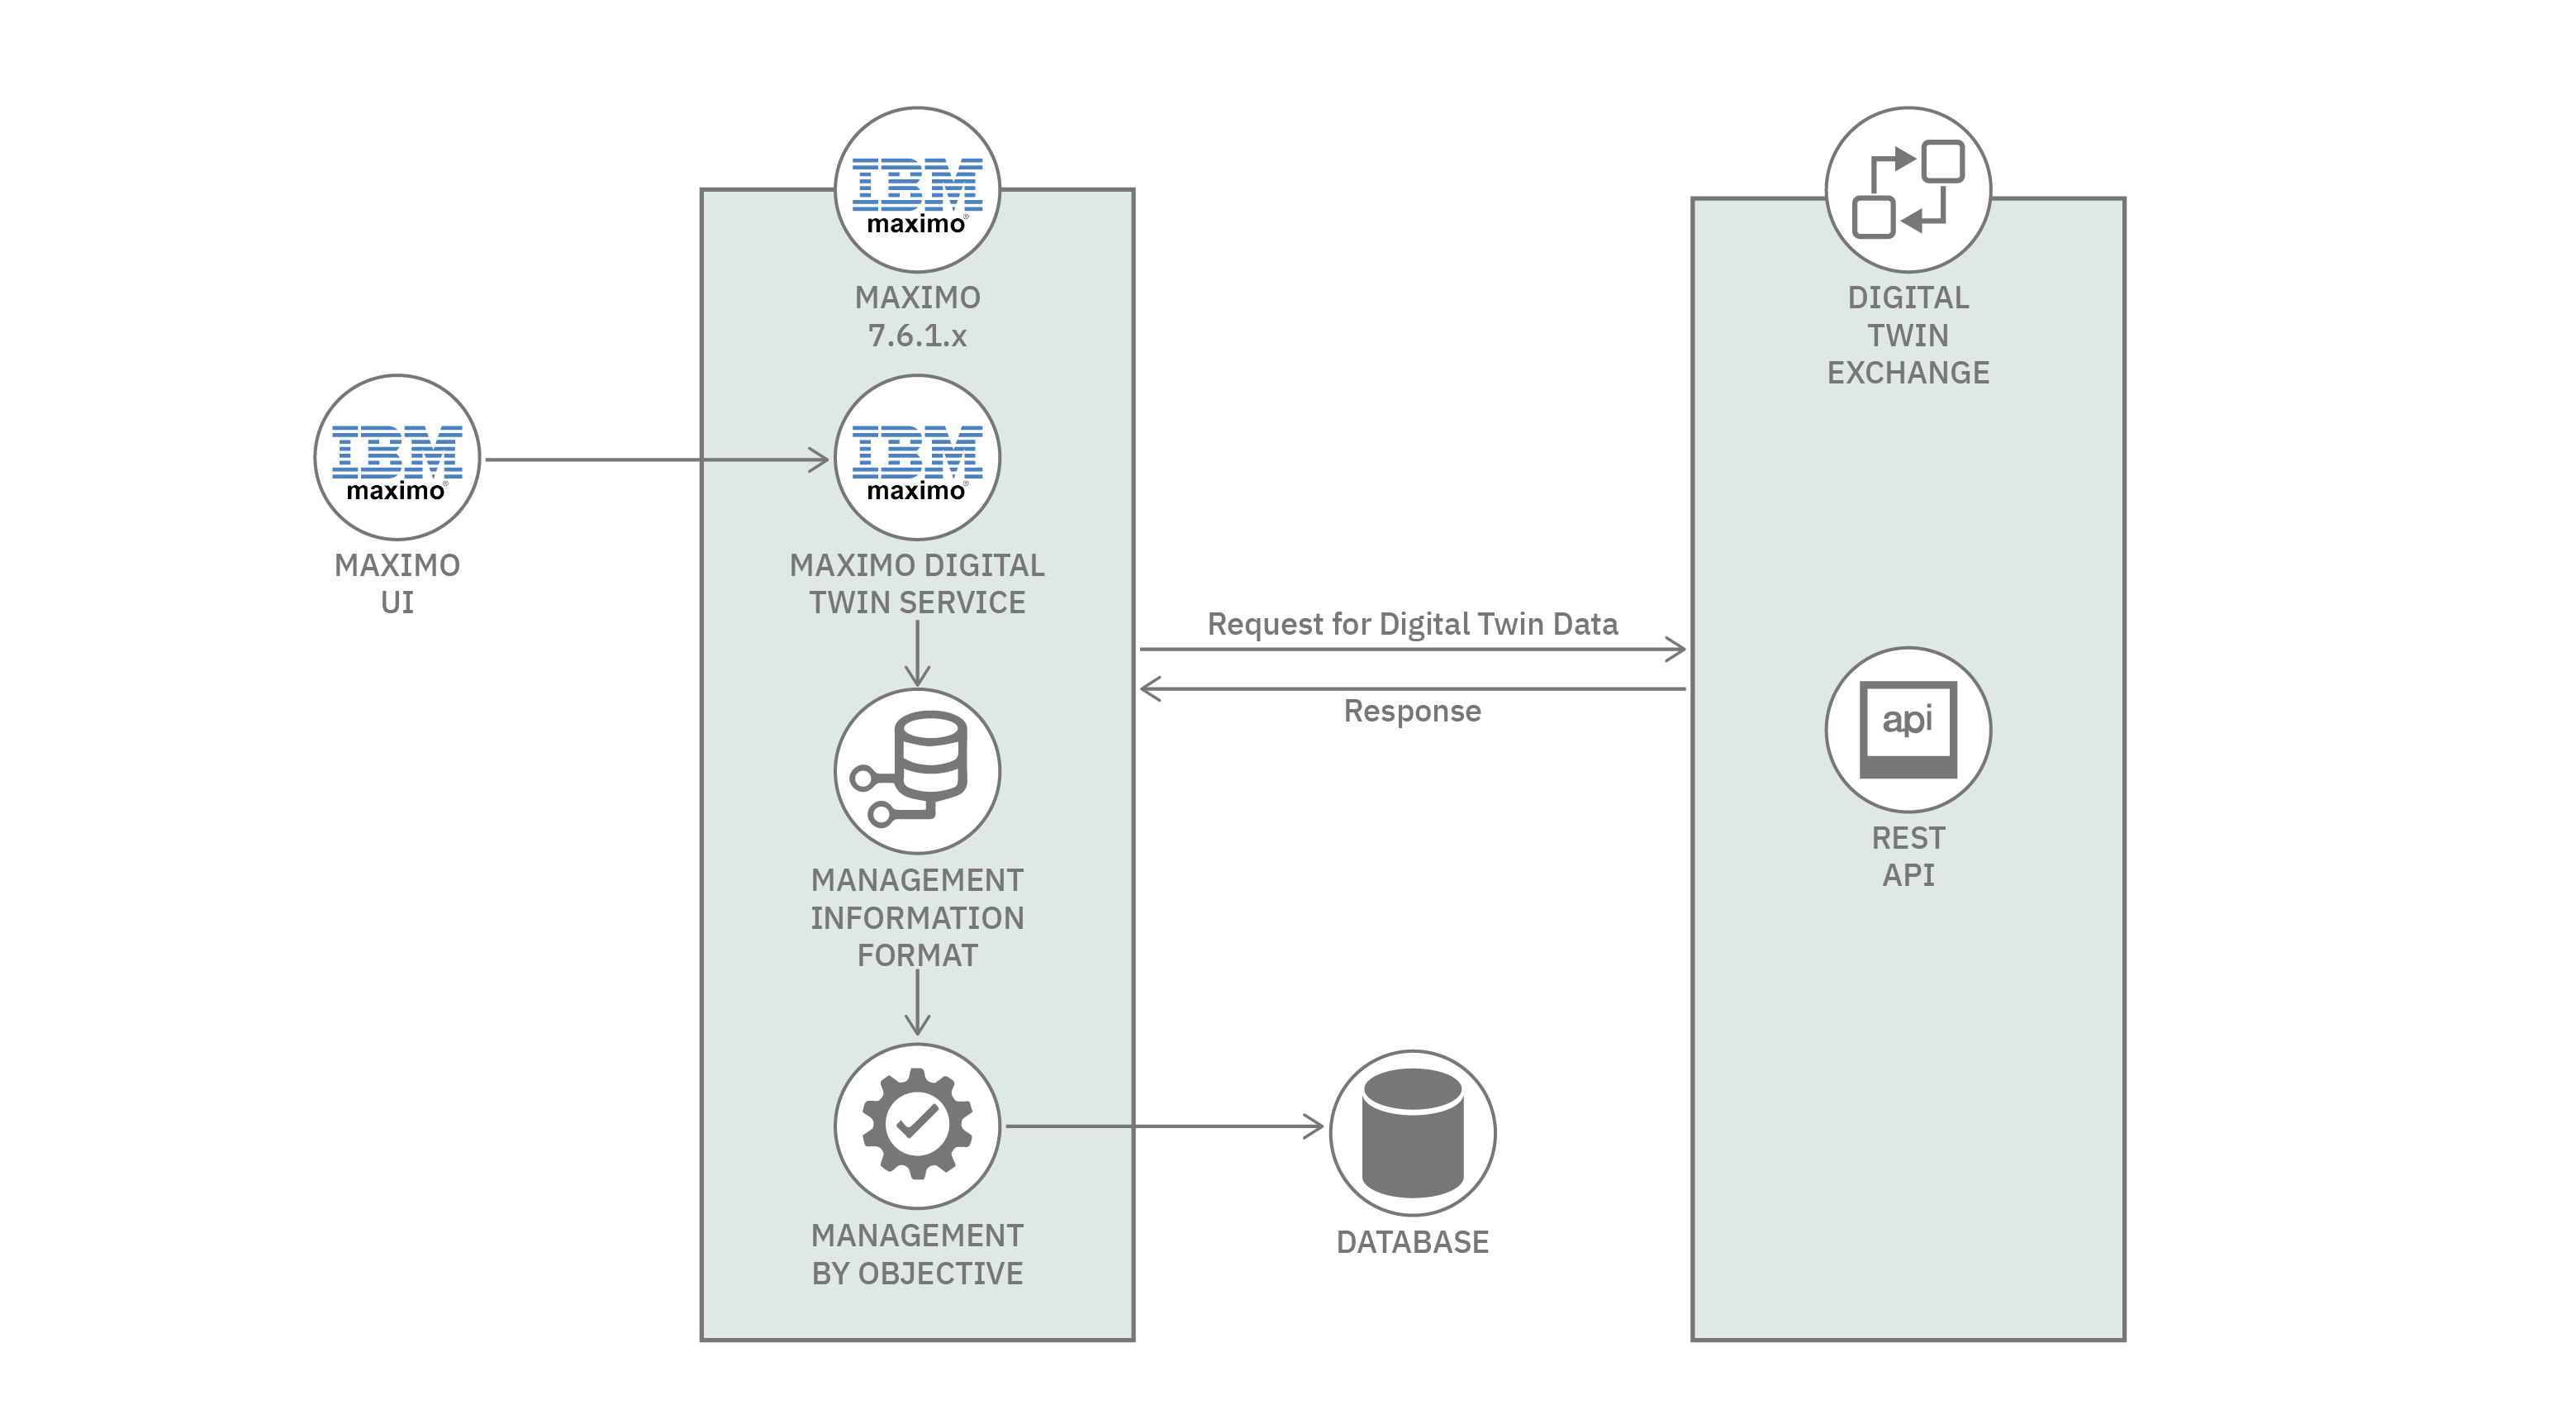 IBM
maximo®
MAXIMO
7.6.1.x
IBM
maximo®
MAXIMO
UI
IBM
maximo®
MAXIMO DIGITAL
TWIN SERVICE
MANAGEMENT
INFORMATION
FORMAT
MANAGEMENT
BY OBJECTIVE
Request for Digital Twin Data
Response
DATABASE
DIGITAL
TWIN
EXCHANGE
api
REST
API